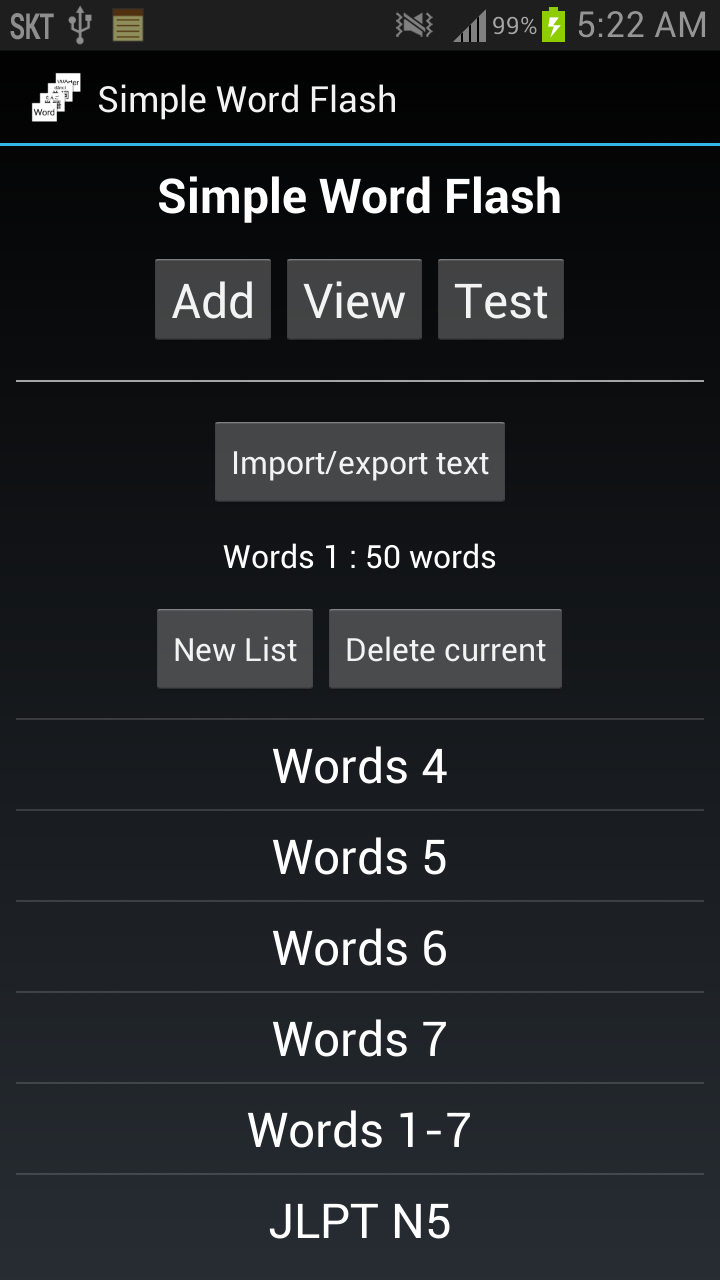 SKT 99% 5:22 AM
Word
Simple Word Flash
Simple Word Flash
Add View Test
Import/export text
Words 1 : 50 words
New List Delete current
Words 4
Words 5
Words 6
Words 7
Words 1-7
JLPT N5